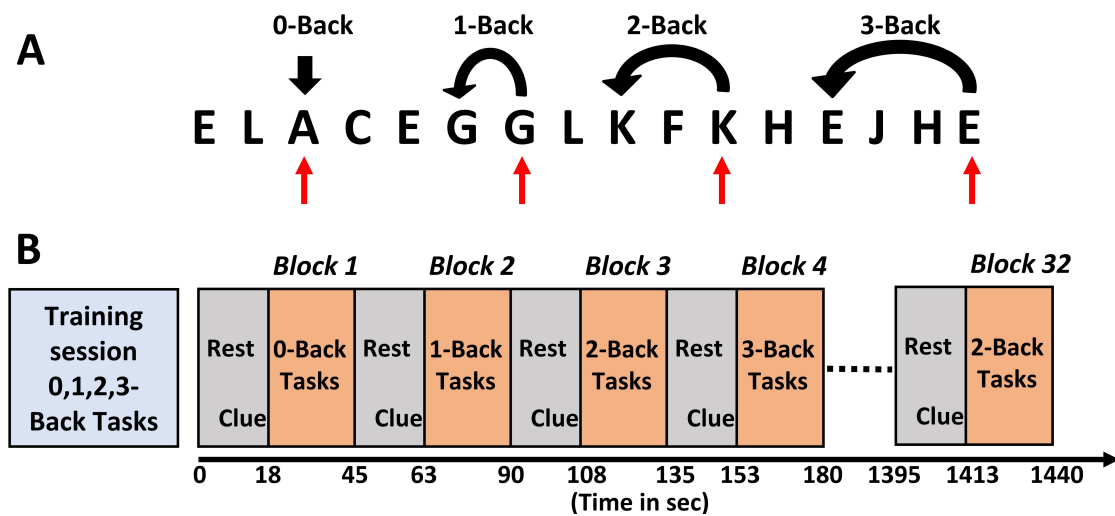 A
0-Back 1-Back 2-Back 3-Back
E L A C E G G L K F K H E J H E
B
Block 1 Block 2 Block 3 Block 4 Block 32
Training
session
0,1,2,3-
Back Tasks
Rest
Clue
0-Back
Tasks
Rest
Clue
1-Back
Tasks
Rest
Clue
2-Back
Tasks
Rest
Clue
3-Back
Tasks
Rest
Clue
2-Back
Tasks
0 18 45 63 90 108 135 153 180 1395 1413 1440
(Time in sec)